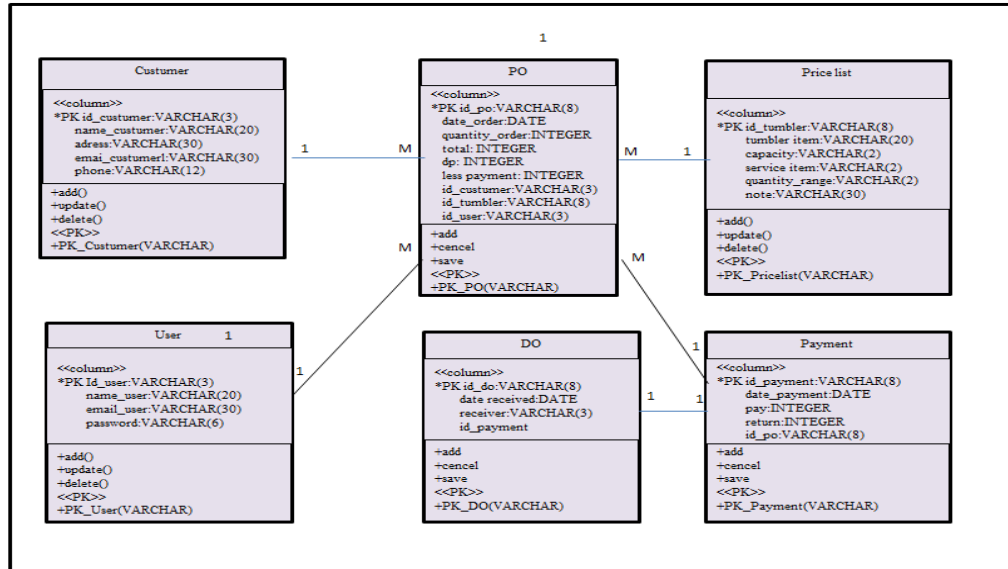 1
Custumer
<<column>>
*PK id_custumer:VARCHAR(3)
name_custumer:VARCHAR(20)
adress:VARCHAR(30)
emai_custumerl:VARCHAR(30)
phone:VARCHAR(12)
+add()
+update()
+delete()
<<PK>>
+PK_Custumer(VARCHAR)
1
M
PO
<<column>>
*PK id_po:VARCHAR(8)
date_order:DATE
quantity_order:INTEGER
total: INTEGER
dp: INTEGER
less payment: INTEGER
id_custumer:VARCHAR(3)
id_tumbler:VARCHAR(8)
id_user:VARCHAR(3)
+add
+cencel
+save
<<PK>>
+PK_PO(VARCHAR)
M
1
Price list
<<column>>
*PK id_tumbler:VARCHAR(8)
tumbler item:VARCHAR(20)
capacity:VARCHAR(2)
service item:VARCHAR(2)
quantity_range:VARCHAR(2)
note:VARCHAR(30)
+add()
+update()
+delete()
<<PK>>
+PK_Pricelist(VARCHAR)
M
M
User
1
<<column>>
*PK Id_user:VARCHAR(3)
name_user:VARCHAR(20)
email_user:VARCHAR(30)
password:VARCHAR(6)
+add()
+update()
+delete()
<<PK>>
+PK_User(VARCHAR)
1
DO
<<column>>
*PK id_do:VARCHAR(8)
date received:DATE
receiver:VARCHAR(3)
id_payment
+add
+cencel
+save
<<PK>>
+PK_DO(VARCHAR)
1
1
1
Payment
<<column>>
*PK id_payment:VARCHAR(8)
date_payment:DATE
pay:INTEGER
return:INTEGER
id_po:VARCHAR(8)
+add
+cencel
+save
<<PK>>
+PK_Payment(VARCHAR)